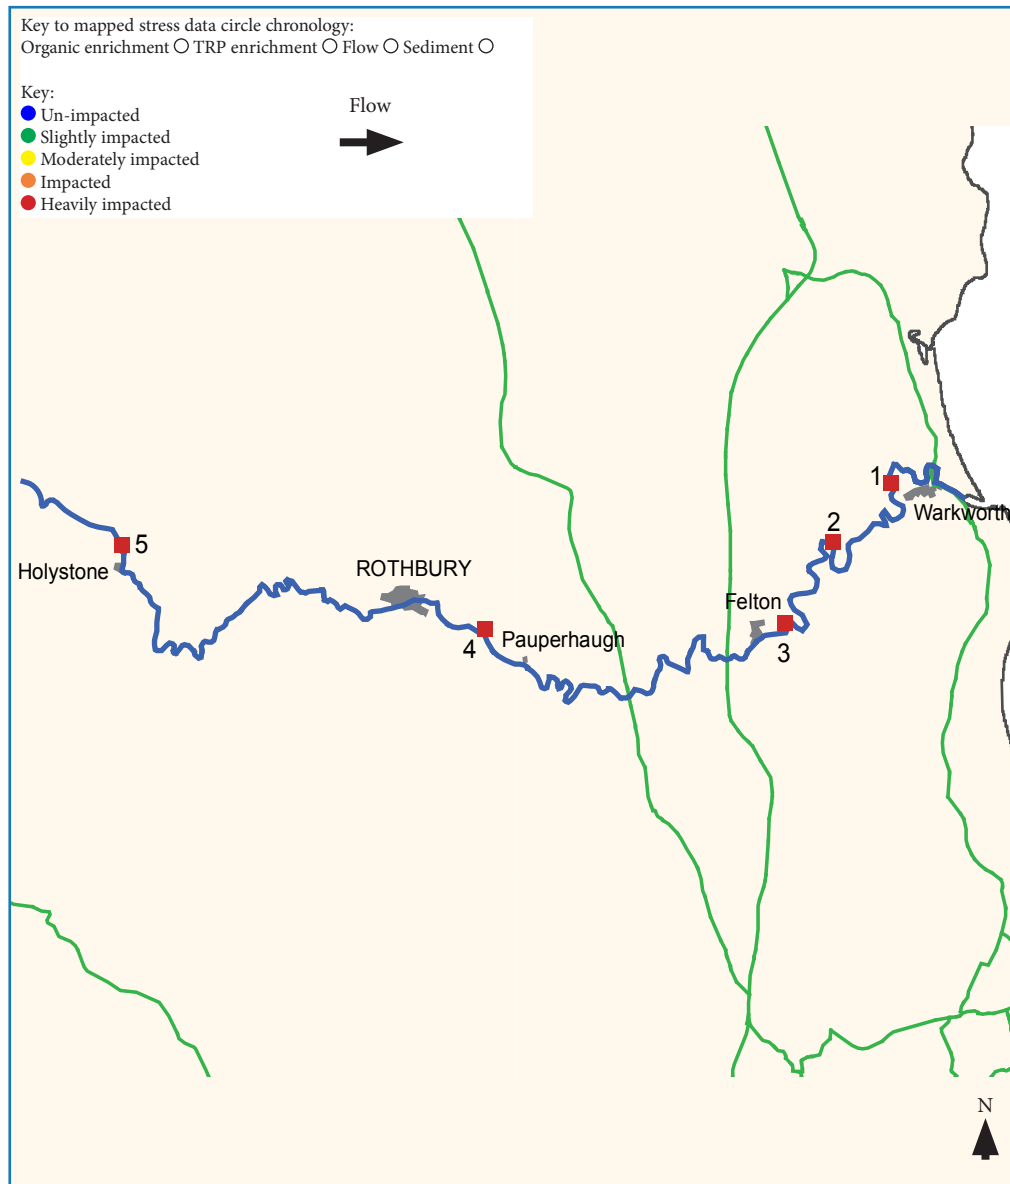 Key to mapped stress data circle chronology:
Organic enrichment TRP enrichment Flow Sediment
Key:
Un-impacted
Slightly impacted
Moderately impacted
Impacted
Heavily impacted
Flow
1
Warkworth
2
5
Holystone
ROTHBURY
Felton
4
Pauperhaugh
3
N